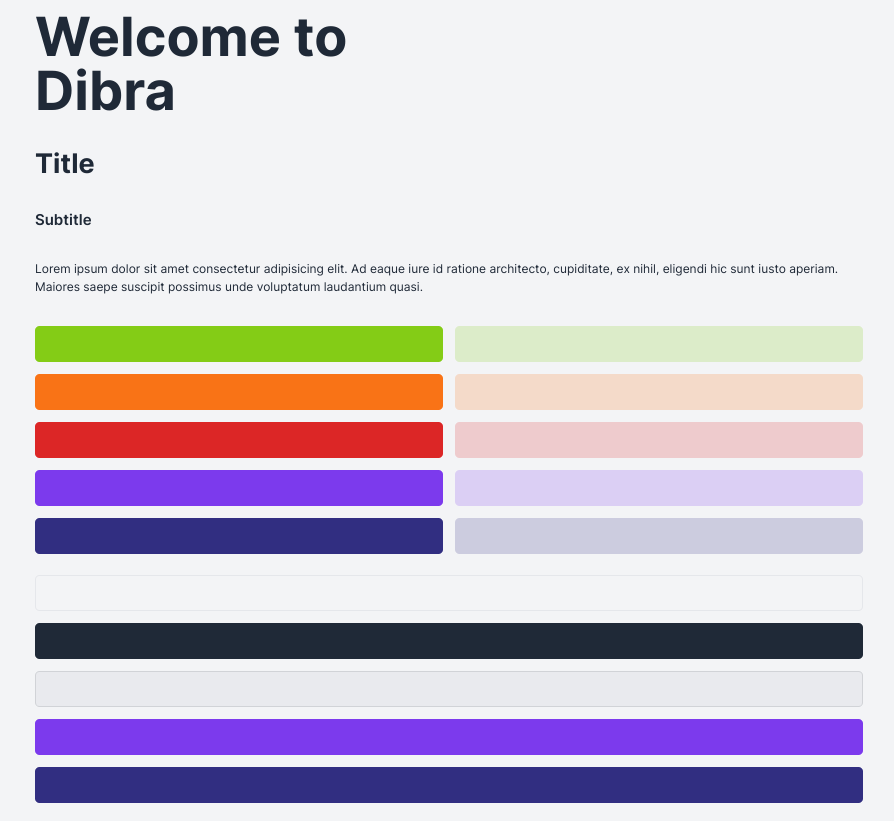 Welcome to
Dibra
Title
Subtitle
Lorem ipsum dolor sit amet consectetur adipisicing elit. Ad eaque iure id ratione architecto, cupiditate, ex nihil, eligendi hic sunt iusto aperiam.
Maiores saepe suscipit possimus unde voluptatum laudantium quasi.